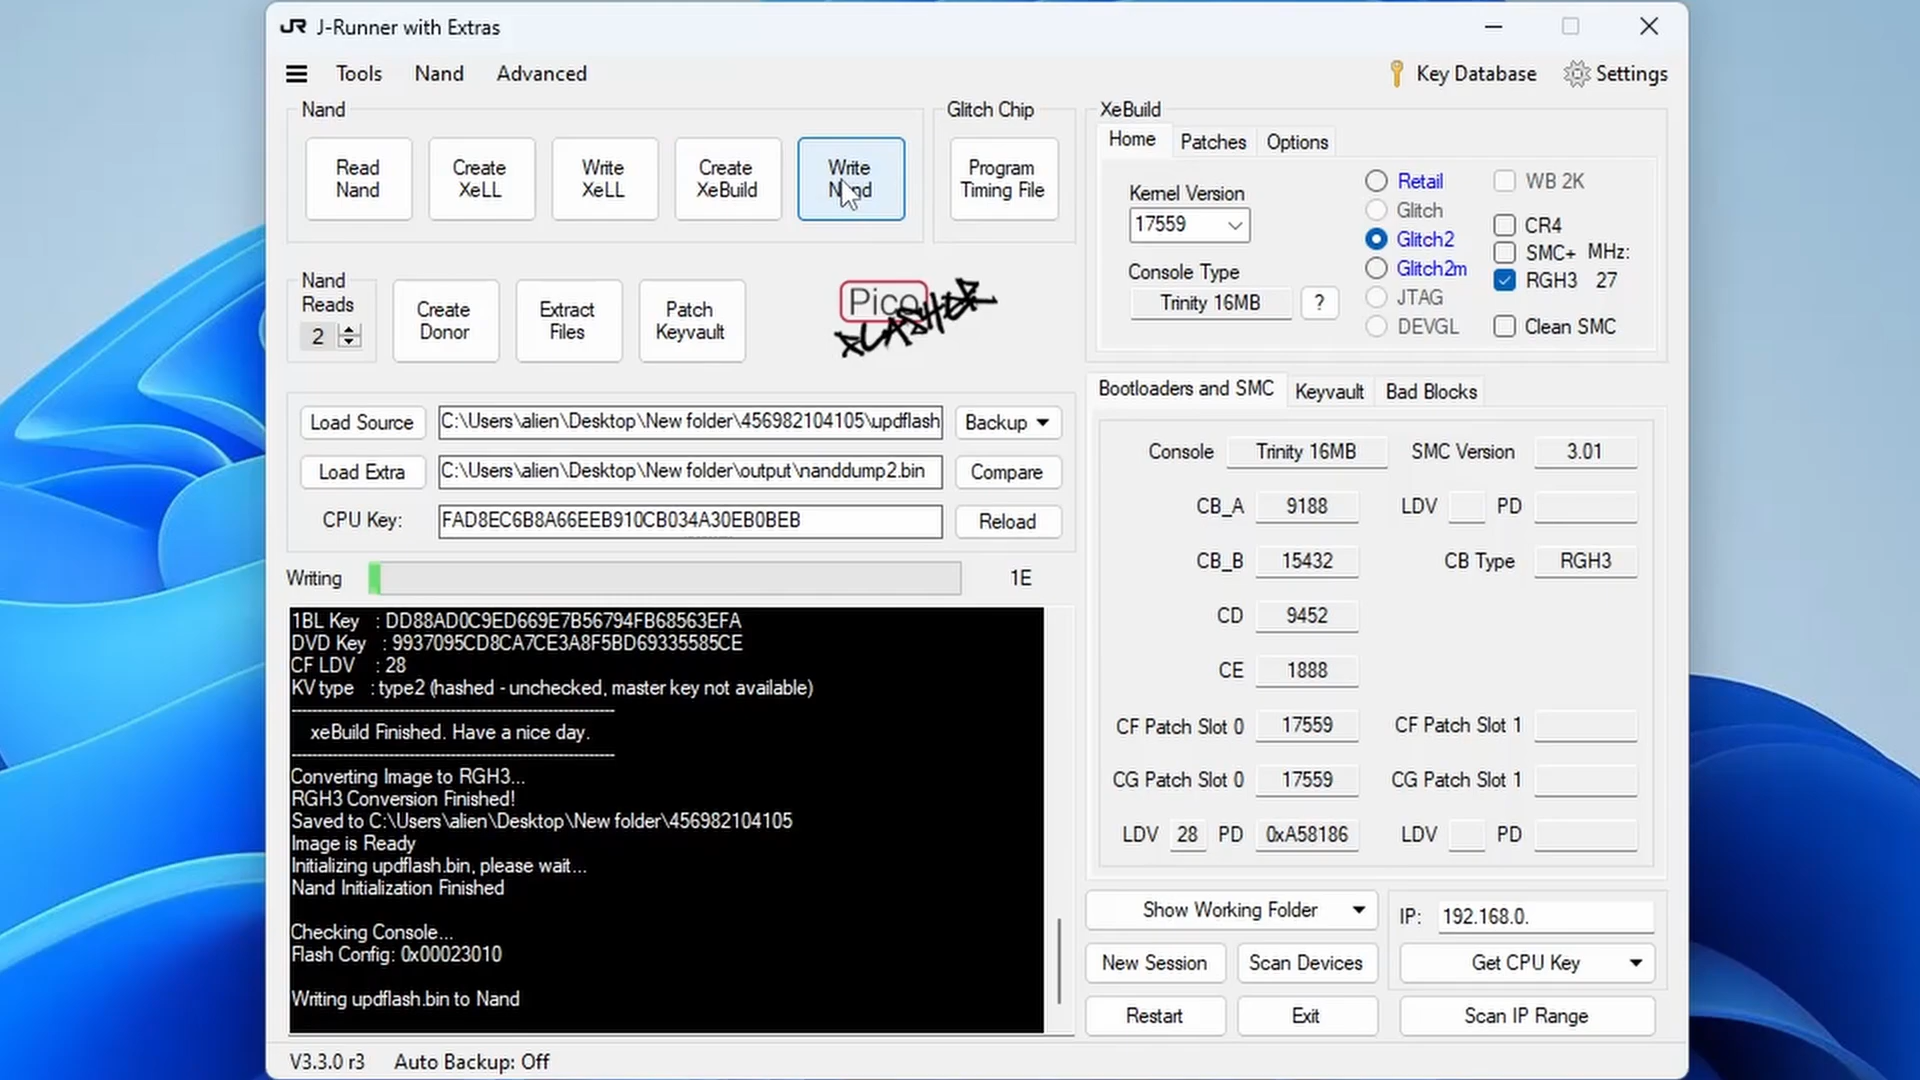 JR J-Runner with Extras
Tools Nand Advanced
Key Database Settings
Nand
Read Nand
Create XeLL
Write XeLL
Create XeBuild
Write Nand
Glitch Chip
Program Timing File
XeBuild
Home Patches Options
Kernel Version
17559
Console Type
Trinity 16MB ?
Retail
Glitch
Glitch2
Glitch2m
JTAG
DEVGL
WB 2K
CR4
SMC+ MHz:
RGH3 27
Clean SMC
Nand Reads
2
Create Donor
Extract Files
Patch Keyvault
Pico
FLASHER
Load Source C:\Users\alien\Desktop\New folder\456982104105\updflash Backup
Load Extra C:\Users\alien\Desktop\New folder\output\nanddump2.bin Compare
CPU Key: FAD8EC6B8A66EEB910CB034A30EB0BEB Reload
Writing 1E
1BL Key : DD88AD0C9ED669E7B56794FB68563EFA
DVD Key : 9937095CD8CA7CE3A8F5BD69335585CE
CF LDV : 28
KV type : type2 (hashed - unchecked, master key not available)
xeBuild Finished. Have a nice day.
Converting Image to RGH3...
RGH3 Conversion Finished!
Saved to C:\Users\alien\Desktop\New folder\456982104105
Image is Ready
Initializing updflash.bin, please wait...
Nand Initialization Finished
Checking Console...
Flash Config: 0x00023010
Writing updflash.bin to Nand
Bootloaders and SMC Keyvault Bad Blocks
Console Trinity 16MB SMC Version 3.01
CB_A 9188 LDV PD
CB_B 15432 CB Type RGH3
CD 9452
CE 1888
CF Patch Slot 0 17559 CF Patch Slot 1
CG Patch Slot 0 17559 CG Patch Slot 1
LDV 28 PD 0xA58186 LDV PD
Show Working Folder
IP: 192.168.0.
New Session Scan Devices Get CPU Key
Restart Exit Scan IP Range
V3.3.0 r3 Auto Backup: Off